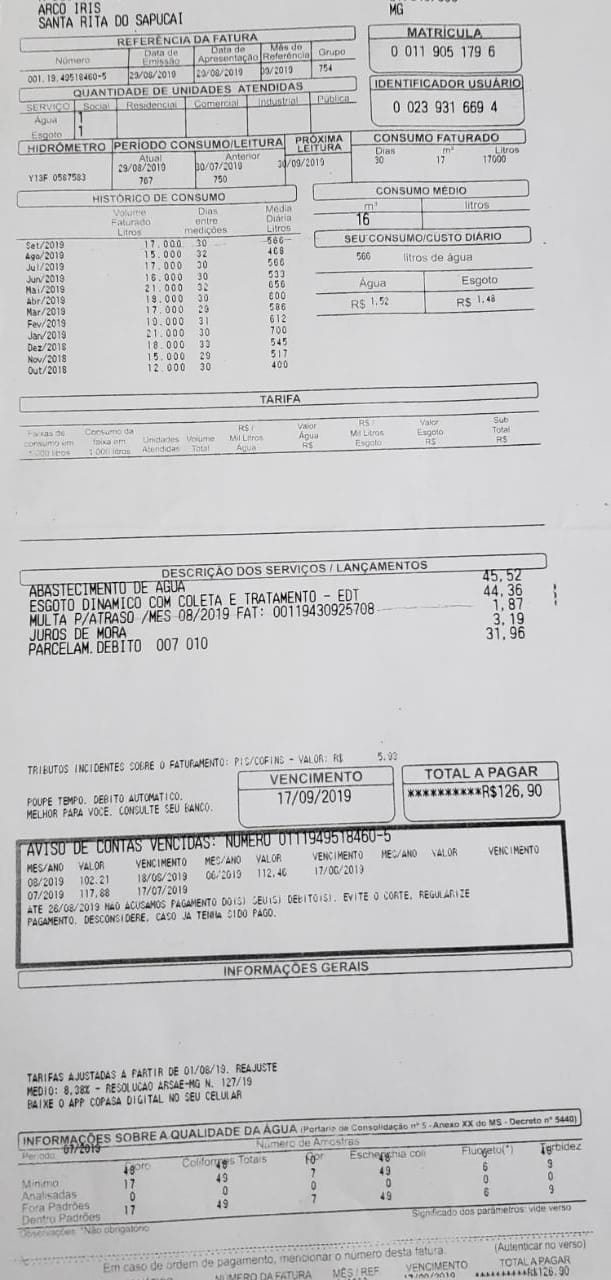 ARCO IRIS
SANTA RITA DO SAPUCAI
MG
REFERÊNCIA DA FATURA
Número Data de Emissão Data de Apresentação Mês de Referência Grupo
001.19.49518460-5 29/08/2019 29/08/2019 09/2019 754
MATRÍCULA
0 011 905 179 6
QUANTIDADE DE UNIDADES ATENDIDAS
SERVIÇO Social Residencial Comercial Industrial Pública
Água 1
Esgoto 1
IDENTIFICADOR USUÁRIO
0 023 931 669 4
HIDRÔMETRO PERÍODO CONSUMO/LEITURA PRÓXIMA LEITURA
Atual Anterior
29/08/2019 30/07/2019 30/09/2019
Y13F 0587583 767 750
CONSUMO FATURADO
Dias m³ Litros
30 17 17000
HISTÓRICO DE CONSUMO
Volume Faturado Litros Dias entre medições Média Diária Litros
Set/2019 17.000 30 566
Ago/2019 15.000 32 468
Jul/2019 17.000 30 566
Jun/2019 16.000 30 533
Mai/2019 21.000 32 656
Abr/2019 18.000 30 600
Mar/2019 17.000 29 586
Fev/2019 19.000 31 612
Jan/2019 21.000 30 700
Dez/2018 18.000 33 545
Nov/2018 15.000 29 517
Out/2018 12.000 30 400
CONSUMO MÉDIO
m³ litros
16
SEU CONSUMO/CUSTO DIÁRIO
566 litros de água
Água Esgoto
R$ 1,52 R$ 1,48
TARIFA
Faixas de consumo em 1.000 litros Consumo da faixa em 1.000 litros Unidades Atendidas Volume Total R$ / Mil Litros Água Valor Água R$ R$ / Mil Litros Esgoto Valor Esgoto R$ Sub Total R$
DESCRIÇÃO DOS SERVIÇOS / LANÇAMENTOS
ABASTECIMENTO DE AGUA 45,52
ESGOTO DINAMICO COM COLETA E TRATAMENTO - EDT 44,36
MULTA P/ATRASO /MES 08/2019 FAT: 00119430925708 1,87
JUROS DE MORA 3,19
PARCELAM.DEBITO 007 010 31,96
TRIBUTOS INCIDENTES SOBRE O FATURAMENTO: PIS/COFINS - VALOR: R$ 5.93
POUPE TEMPO. DEBITO AUTOMATICO.
MELHOR PARA VOCE. CONSULTE SEU BANCO.
VENCIMENTO
17/09/2019
TOTAL A PAGAR
**********R$126,90
AVISO DE CONTAS VENCIDAS: NUMERO 0111949518460-5
MES/ANO VALOR VENCIMENTO MES/ANO VALOR VENCIMENTO MES/ANO VALOR VENCIMENTO
08/2019 102.21 18/08/2019 06/2019 112,46 17/06/2019
07/2019 117,88 17/07/2019
ATE 26/08/2019 NAO ACUSAMOS PAGAMENTO DO(S) SEU(S) DEBITO(S). EVITE O CORTE, REGULARIZE
PAGAMENTO. DESCONSIDERE, CASO JA TENHA SIDO PAGO.
INFORMAÇÕES GERAIS
TARIFAS AJUSTADAS A PARTIR DE 01/08/19. REAJUSTE
MEDIO: 8,38% - RESOLUCAO ARSAE-MG N. 127/19
BAIXE O APP COPASA DIGITAL NO SEU CELULAR
INFORMAÇÕES SOBRE A QUALIDADE DA ÁGUA (Portaria de Consolidação nº 5 - Anexo XX do MS - Decreto nº 5440)
Período 07/2019 Número de Amostras
Cloro Coliformes Totais Cor Escherichia coli Fluoreto(*) Turbidez
Mínimo
Analisadas 17 49 7 49 6 9
Fora Padrões 0 0 0 0 0 0
Dentro Padrões 17 49 7 49 6 9
Observações: *Não obrigatório
Significado dos parâmetros: vide verso
(Autenticar no verso)
Em caso de ordem de pagamento, mencionar o número desta fatura.
NÚMERO DA FATURA MÊS / REF. VENCIMENTO TOTAL A PAGAR
17/09/2019 **********R$126.90